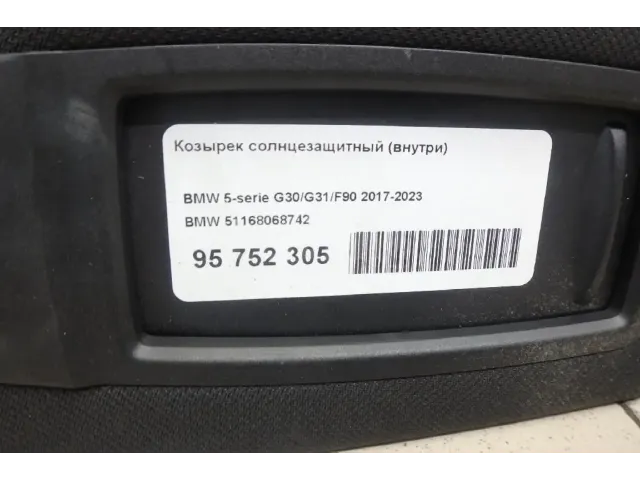 Козырек солнцезащитный (внутри)
BMW 5-serie G30/G31/F90 2017-2023
BMW 51168068742
95 752 305